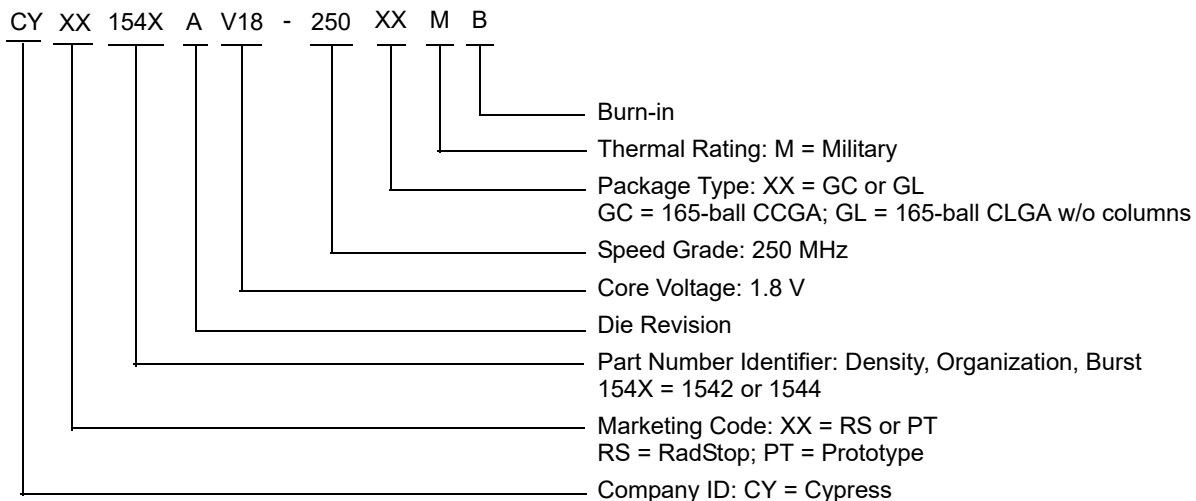 CY XX 154X A V18 - 250 XX M B
Burn-in
Thermal Rating: M = Military
Package Type: XX = GC or GL
GC = 165-ball CCGA; GL = 165-ball CLGA w/o columns
Speed Grade: 250 MHz
Core Voltage: 1.8 V
Die Revision
Part Number Identifier: Density, Organization, Burst
154X = 1542 or 1544
Marketing Code: XX = RS or PT
RS = RadStop; PT = Prototype
Company ID: CY = Cypress